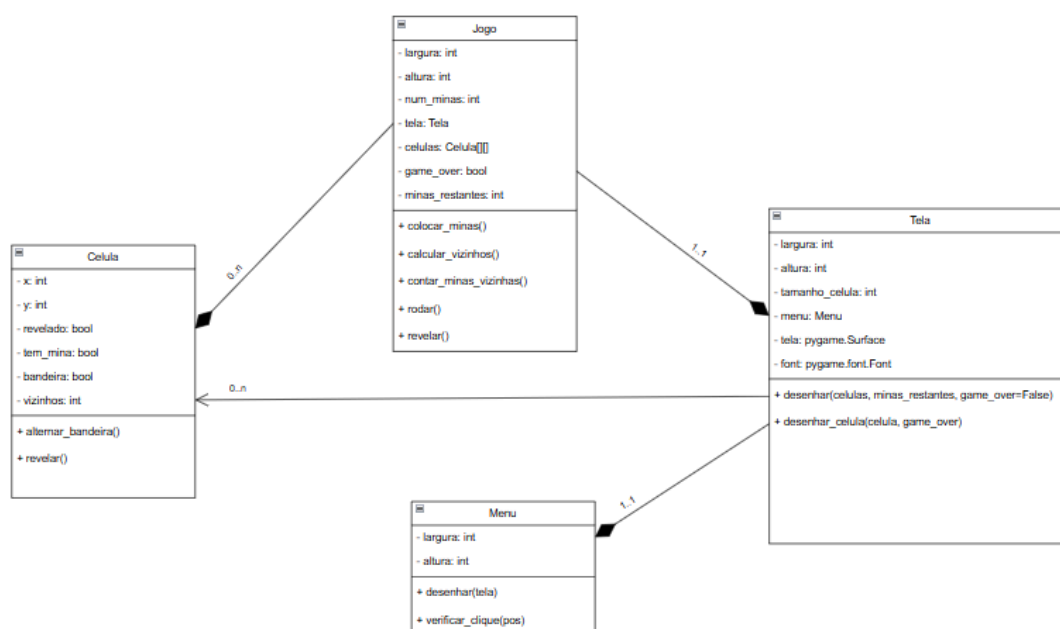 Jogo
- largura: int
- altura: int
- num_minas: int
- tela: Tela
- celulas: Celula[][]
- game_over: bool
- minas_restantes: int
+ colocar_minas()
+ calcular_vizinhos()
+ contar_minas_vizinhas()
+ rodar()
+ revelar()
0..n
1..1
Celula
- x: int
- y: int
- revelado: bool
- tem_mina: bool
- bandeira: bool
- vizinhos: int
+ alternar_bandeira()
+ revelar()
0..n
Tela
- largura: int
- altura: int
- tamanho_celula: int
- menu: Menu
- tela: pygame.Surface
- font: pygame.font.Font
+ desenhar(celulas, minas_restantes, game_over=False)
+ desenhar_celula(celula, game_over)
1..1
Menu
- largura: int
- altura: int
+ desenhar(tela)
+ verificar_clique(pos)